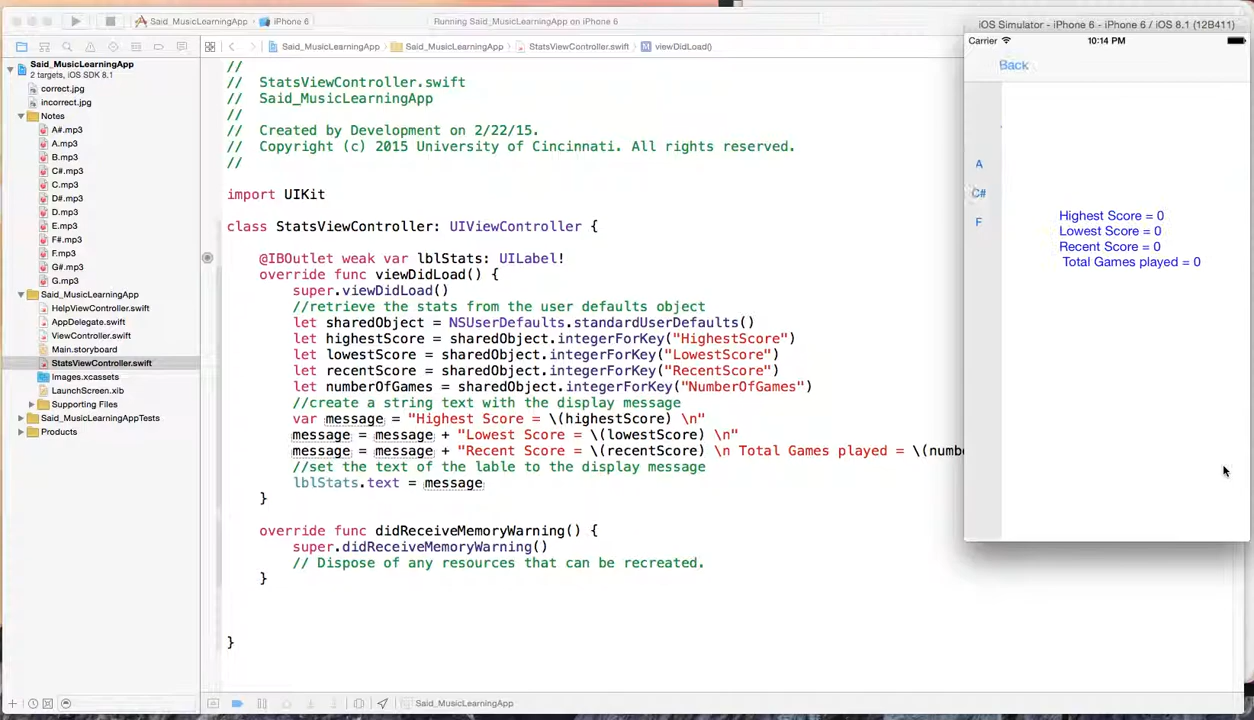 Said_MusicLearningApp
iPhone 6
Running Said_MusicLearningApp on iPhone 6
Said_MusicLearningApp
Said_MusicLearningApp
StatsViewController.swift
viewDidLoad()
Said_MusicLearningApp
2 targets, iOS SDK 8.1
correct.jpg
incorrect.jpg
Notes
A#.mp3
A.mp3
B.mp3
C#.mp3
C.mp3
D#.mp3
D.mp3
E.mp3
F#.mp3
F.mp3
G#.mp3
G.mp3
Said_MusicLearningApp
HelpViewController.swift
AppDelegate.swift
ViewController.swift
Main.storyboard
StatsViewController.swift
Images.xcassets
LaunchScreen.xib
Supporting Files
Said_MusicLearningAppTests
Products
//
// StatsViewController.swift
// Said_MusicLearningApp
//
// Created by Development on 2/22/15.
// Copyright (c) 2015 University of Cincinnati. All rights reserved.
//
import UIKit
class StatsViewController: UIViewController {
@IBOutlet weak var lblStats: UILabel!
override func viewDidLoad() {
super.viewDidLoad()
//retrieve the stats from the user defaults object
let sharedObject = NSUserDefaults.standardUserDefaults()
let highestScore = sharedObject.integerForKey("HighestScore")
let lowestScore = sharedObject.integerForKey("LowestScore")
let recentScore = sharedObject.integerForKey("RecentScore")
let numberOfGames = sharedObject.integerForKey("NumberOfGames")
//create a string text with the display message
var message = "Highest Score = \(highestScore) \n"
message = message + "Lowest Score = \(lowestScore) \n"
message = message + "Recent Score = \(recentScore) \n Total Games played = \(numbe
//set the text of the lable to the display message
lblStats.text = message
}
override func didReceiveMemoryWarning() {
super.didReceiveMemoryWarning()
// Dispose of any resources that can be recreated.
}
}
Said_MusicLearningApp
iOS Simulator - iPhone 6 - iPhone 6 / iOS 8.1 (12B411)
Carrier
10:14 PM
Back
A
C#
F
Highest Score = 0
Lowest Score = 0
Recent Score = 0
Total Games played = 0